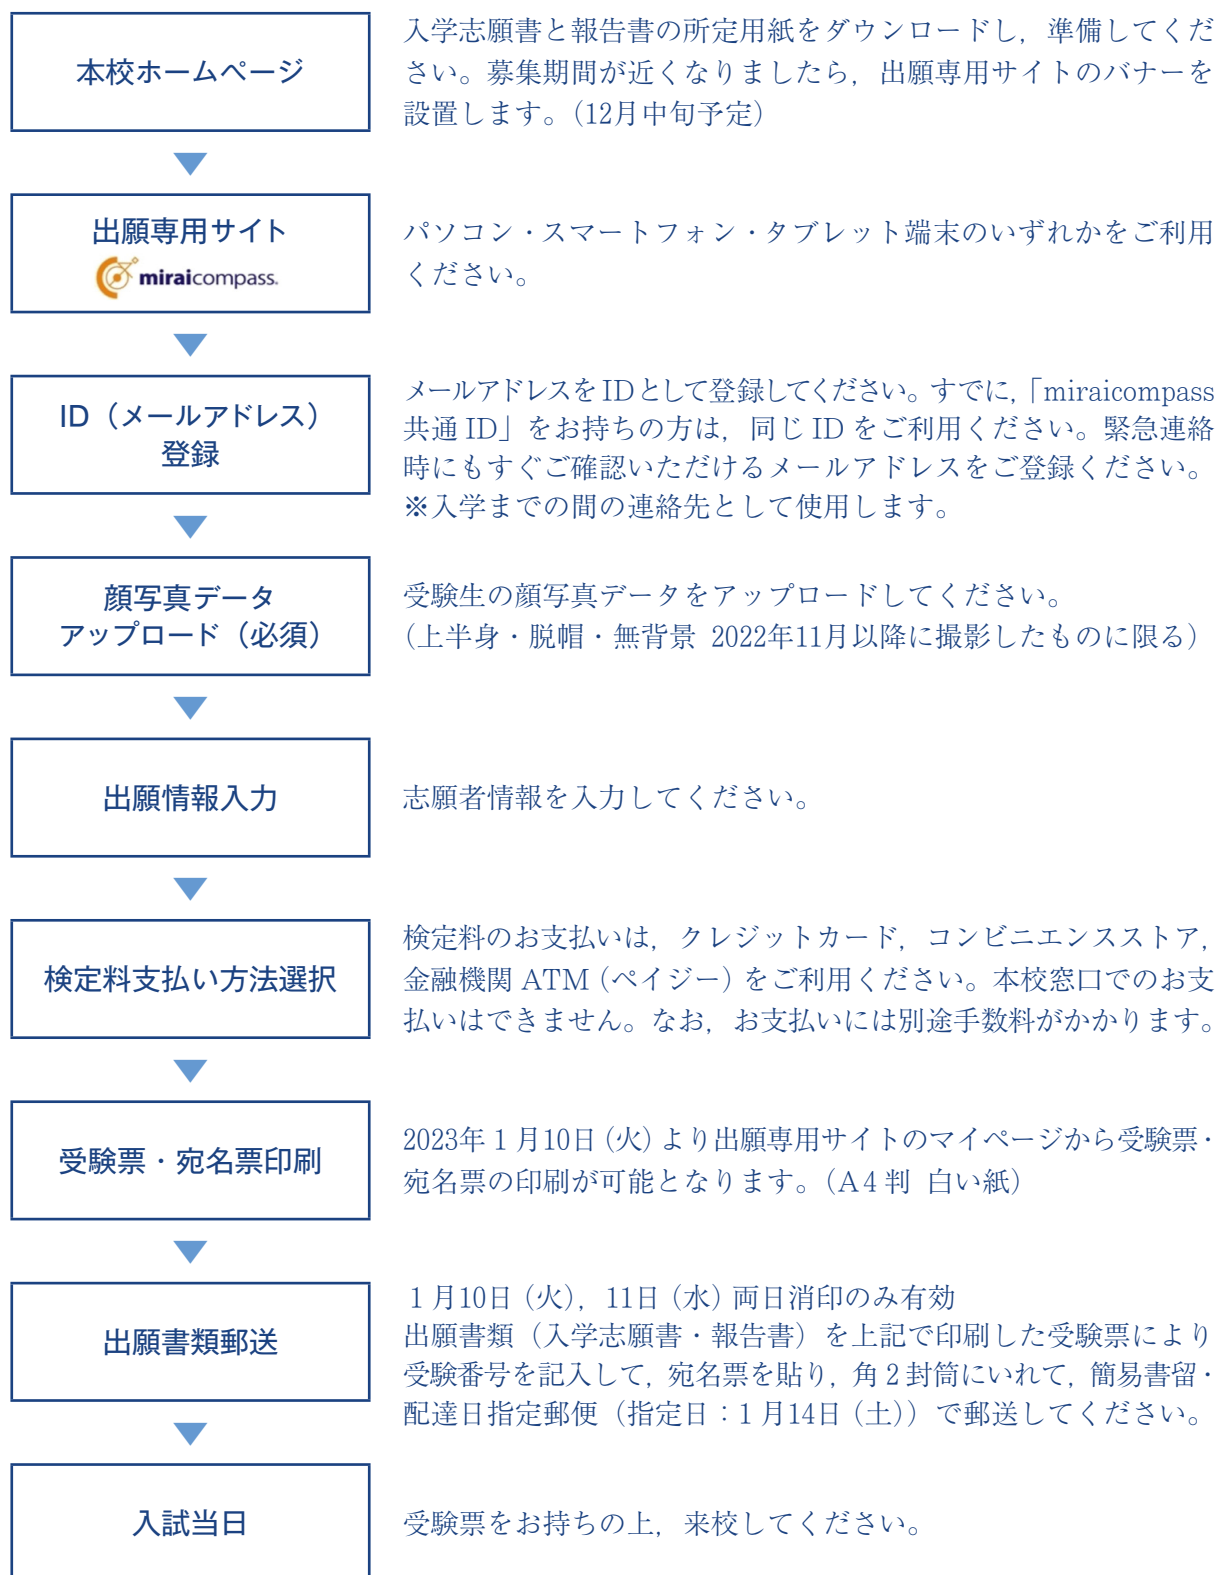 本校ホームページ
入学志願書と報告書の所定用紙をダウンロードし，準備してくだ
さい。募集期間が近くなりましたら，出願専用サイトのバナーを
設置します。（12月中旬予定）
出願専用サイト
miraicompass.
パソコン・スマートフォン・タブレット端末のいずれかをご利用
ください。
ID（メールアドレス）
登録
メールアドレスをIDとして登録してください。すでに，「miraicompass
共通 ID」をお持ちの方は，同じ ID をご利用ください。緊急連絡
時にもすぐご確認いただけるメールアドレスをご登録ください。
※入学までの間の連絡先として使用します。
顔写真データ
アップロード（必須）
受験生の顔写真データをアップロードしてください。
（上半身・脱帽・無背景 2022年11月以降に撮影したものに限る）
出願情報入力
志願者情報を入力してください。
検定料支払い方法選択
検定料のお支払いは，クレジットカード，コンビニエンスストア，
金融機関 ATM（ペイジー）をご利用ください。本校窓口でのお支
払いはできません。なお，お支払いには別途手数料がかかります。
受験票・宛名票印刷
2023年１月10日（火）より出願専用サイトのマイページから受験票・
宛名票の印刷が可能となります。（A４判 白い紙）
出願書類郵送
１月10日（火），11日（水）両日消印のみ有効
出願書類（入学志願書・報告書）を上記で印刷した受験票により
受験番号を記入して，宛名票を貼り，角２封筒にいれて，簡易書留・
配達日指定郵便（指定日：１月14日（土））で郵送してください。
入試当日
受験票をお持ちの上，来校してください。